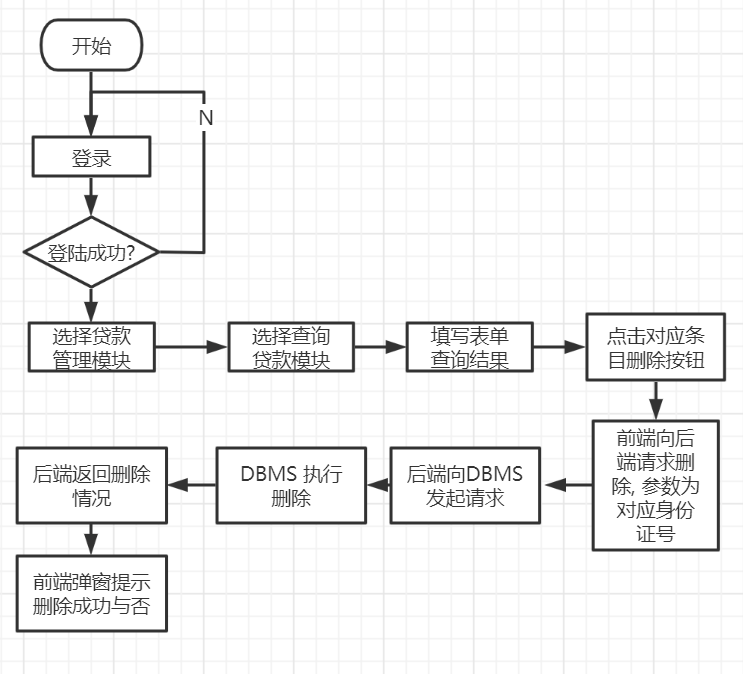 开始
N
登录
登陆成功?
选择贷款
管理模块
选择查询
贷款模块
填写表单
查询结果
点击对应条
目删除按钮
前端向后
端请求删
除, 参数为
对应身份
证号
后端向DBMS
发起请求
DBMS 执行
删除
后端返回删除
情况
前端弹窗提示
删除成功与否